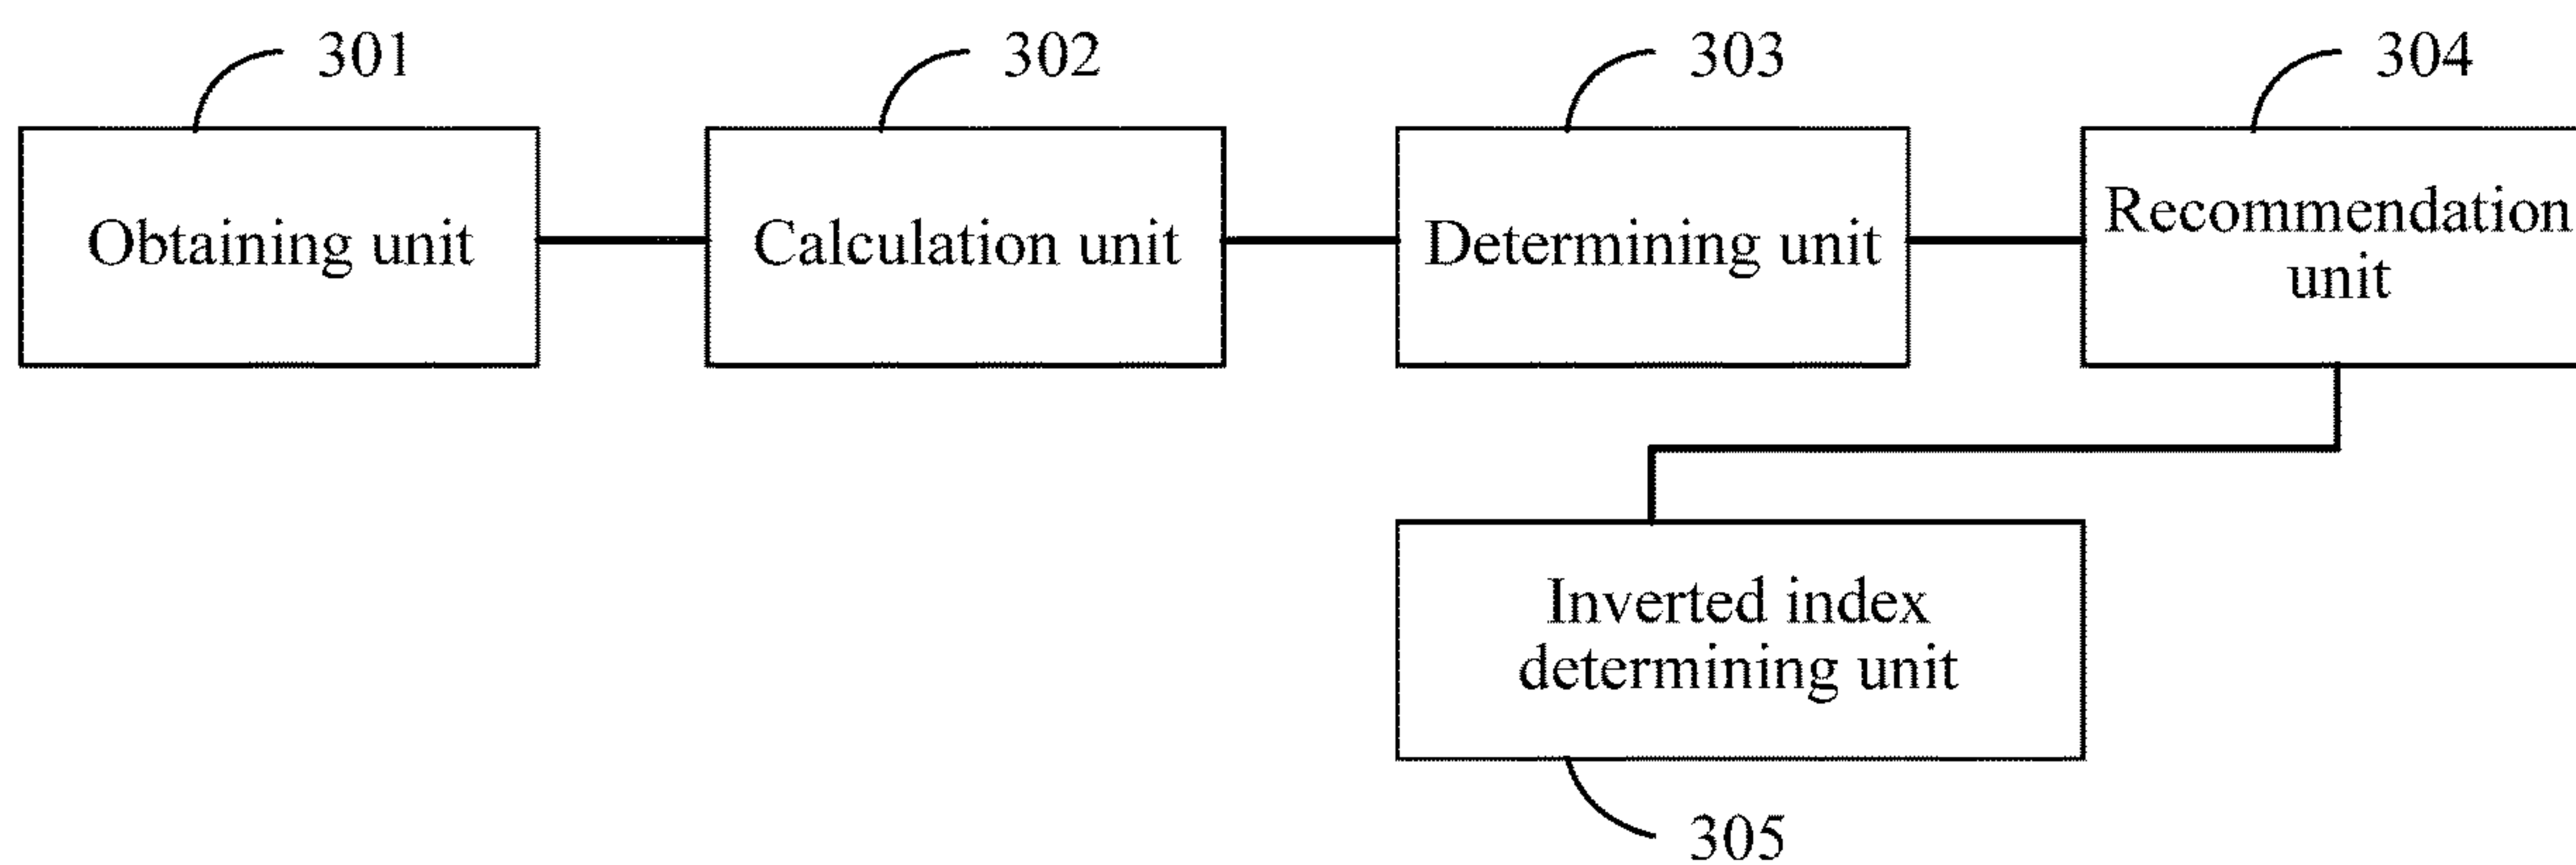 301
302
303
304
Obtaining unit
Calculation unit
Determining unit
Recommendation
unit
Inverted index
determining unit
305